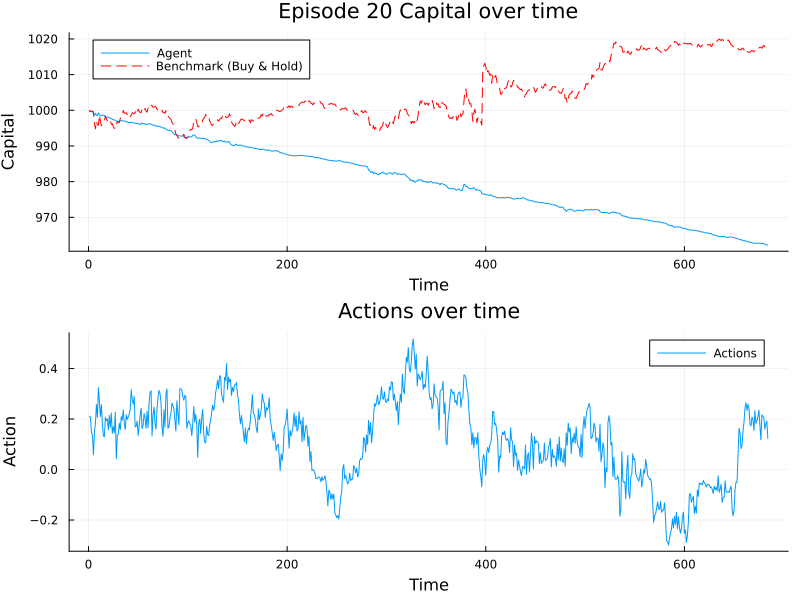 Episode 20 Capital over time
1020
1010
1000
990
980
970
Capital
Agent
Benchmark (Buy & Hold)
0
200
400
600
Time
Actions over time
0.4
0.2
0.0
−0.2
Action
Actions
0
200
400
600
Time